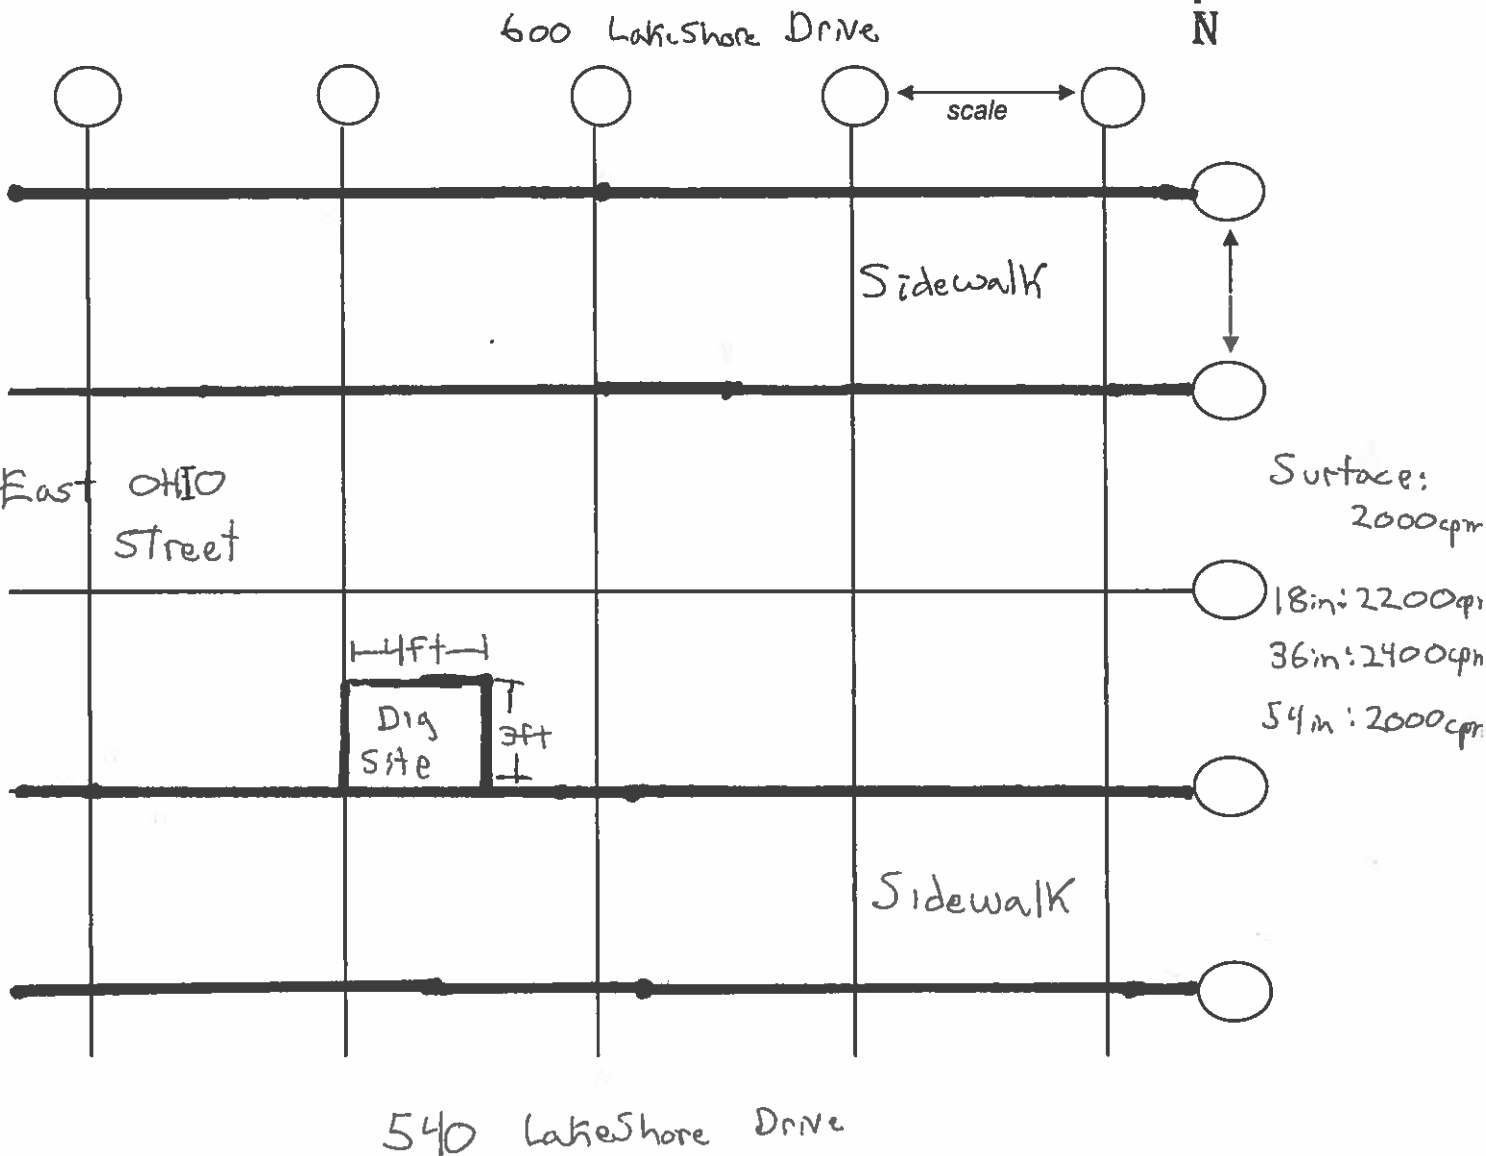 600 Lakeshore Drive
N
scale
Sidewalk
East OHIO
Street
Surface:
2000cpm
18in: 2200cpm
36in: 2400cpm
54in: 2000cpm
4ft
Dig
Site
3ft
Sidewalk
540 Lakeshore Drive